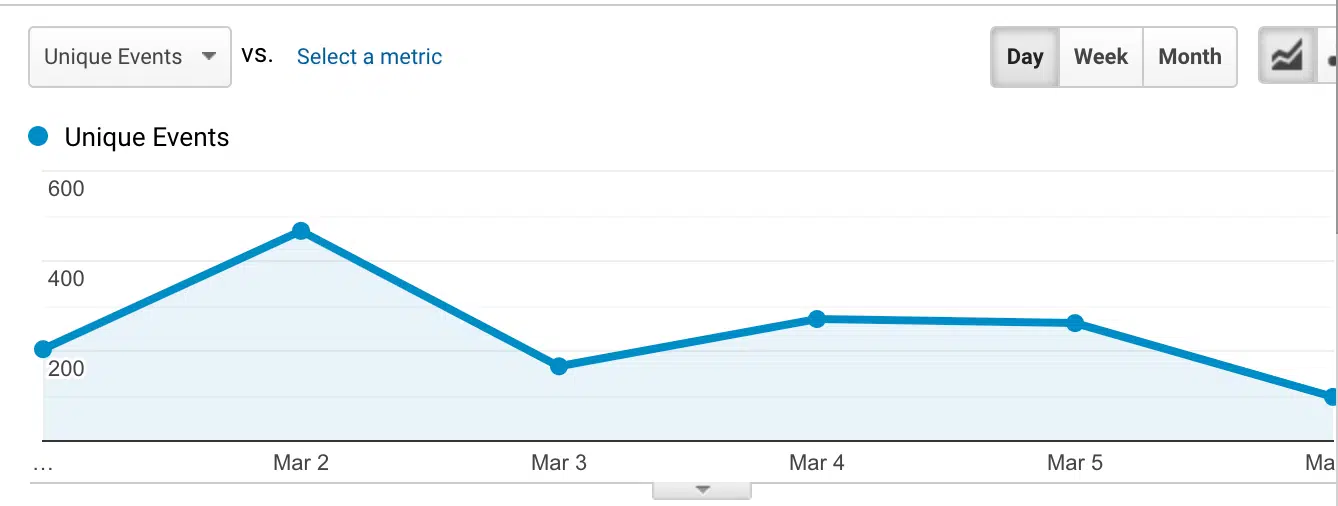 Unique Events vs. Select a metric Day Week Month
Unique Events
600
400
200
... Mar 2 Mar 3 Mar 4 Mar 5 Ma